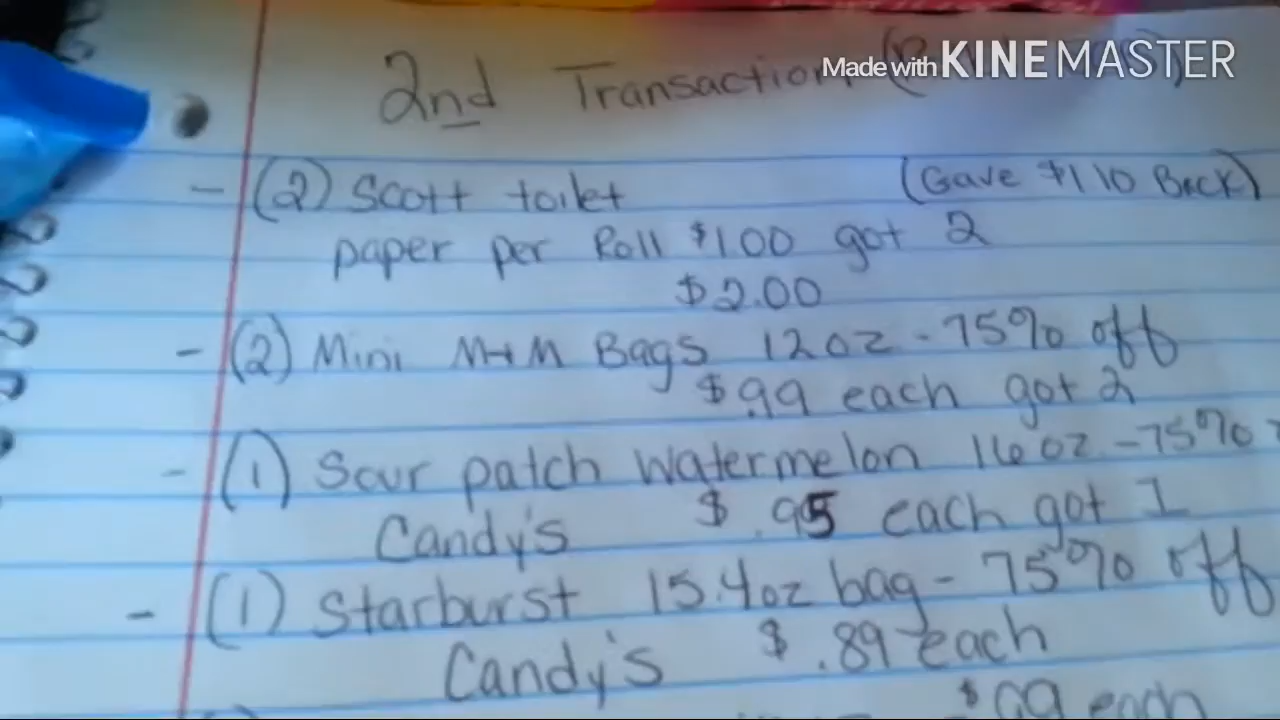 Made with KINEMASTER
2nd Transaction
- (2) Scott toilet (Gave $1.10 Back)
paper per Roll $1.00 got 2
$2.00
- (2) Mini M+M Bags 12oz - 75% off
$.99 each got 2
- (1) Sour patch Watermelon 16oz - 75%
Candy's $.95 each got 1
- (1) Starburst 15.4oz bag - 75% off
Candy's $.89 each
each